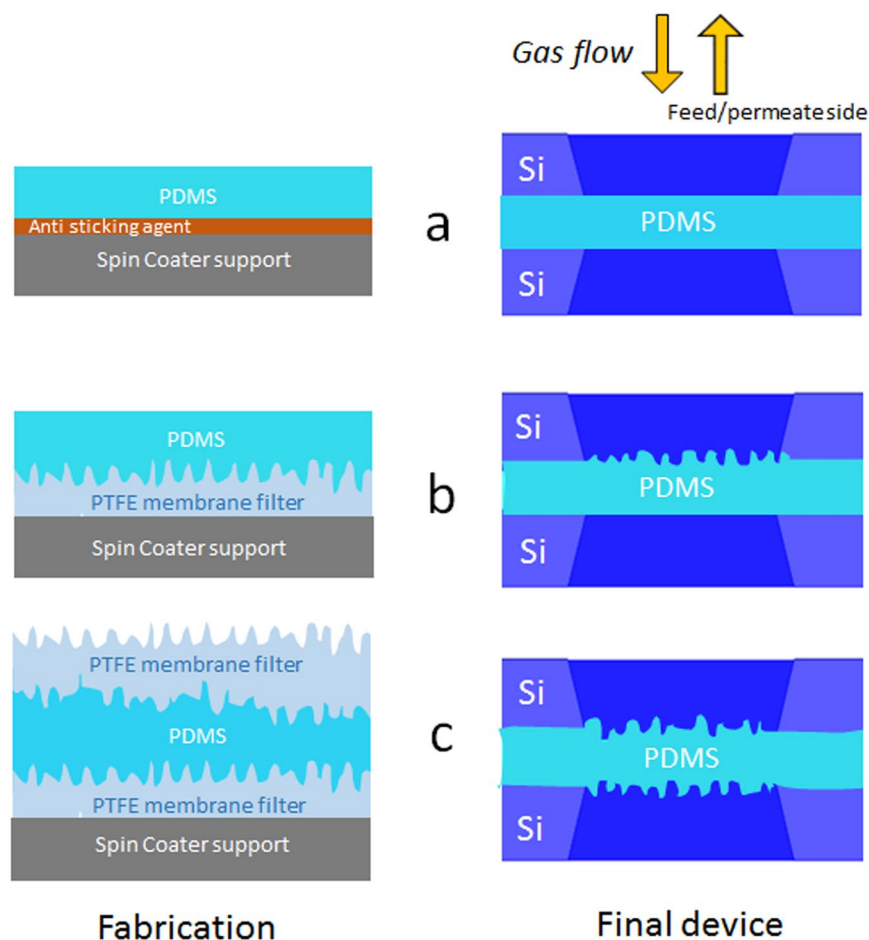 Gas flow
Feed/permeate side
PDMS
Anti sticking agent
Spin Coater support
a
Si
PDMS
Si
PDMS
PTFE membrane filter
Spin Coater support
b
Si
PDMS
Si
PTFE membrane filter
PDMS
PTFE membrane filter
Spin Coater support
c
Si
PDMS
Si
Fabrication
Final device